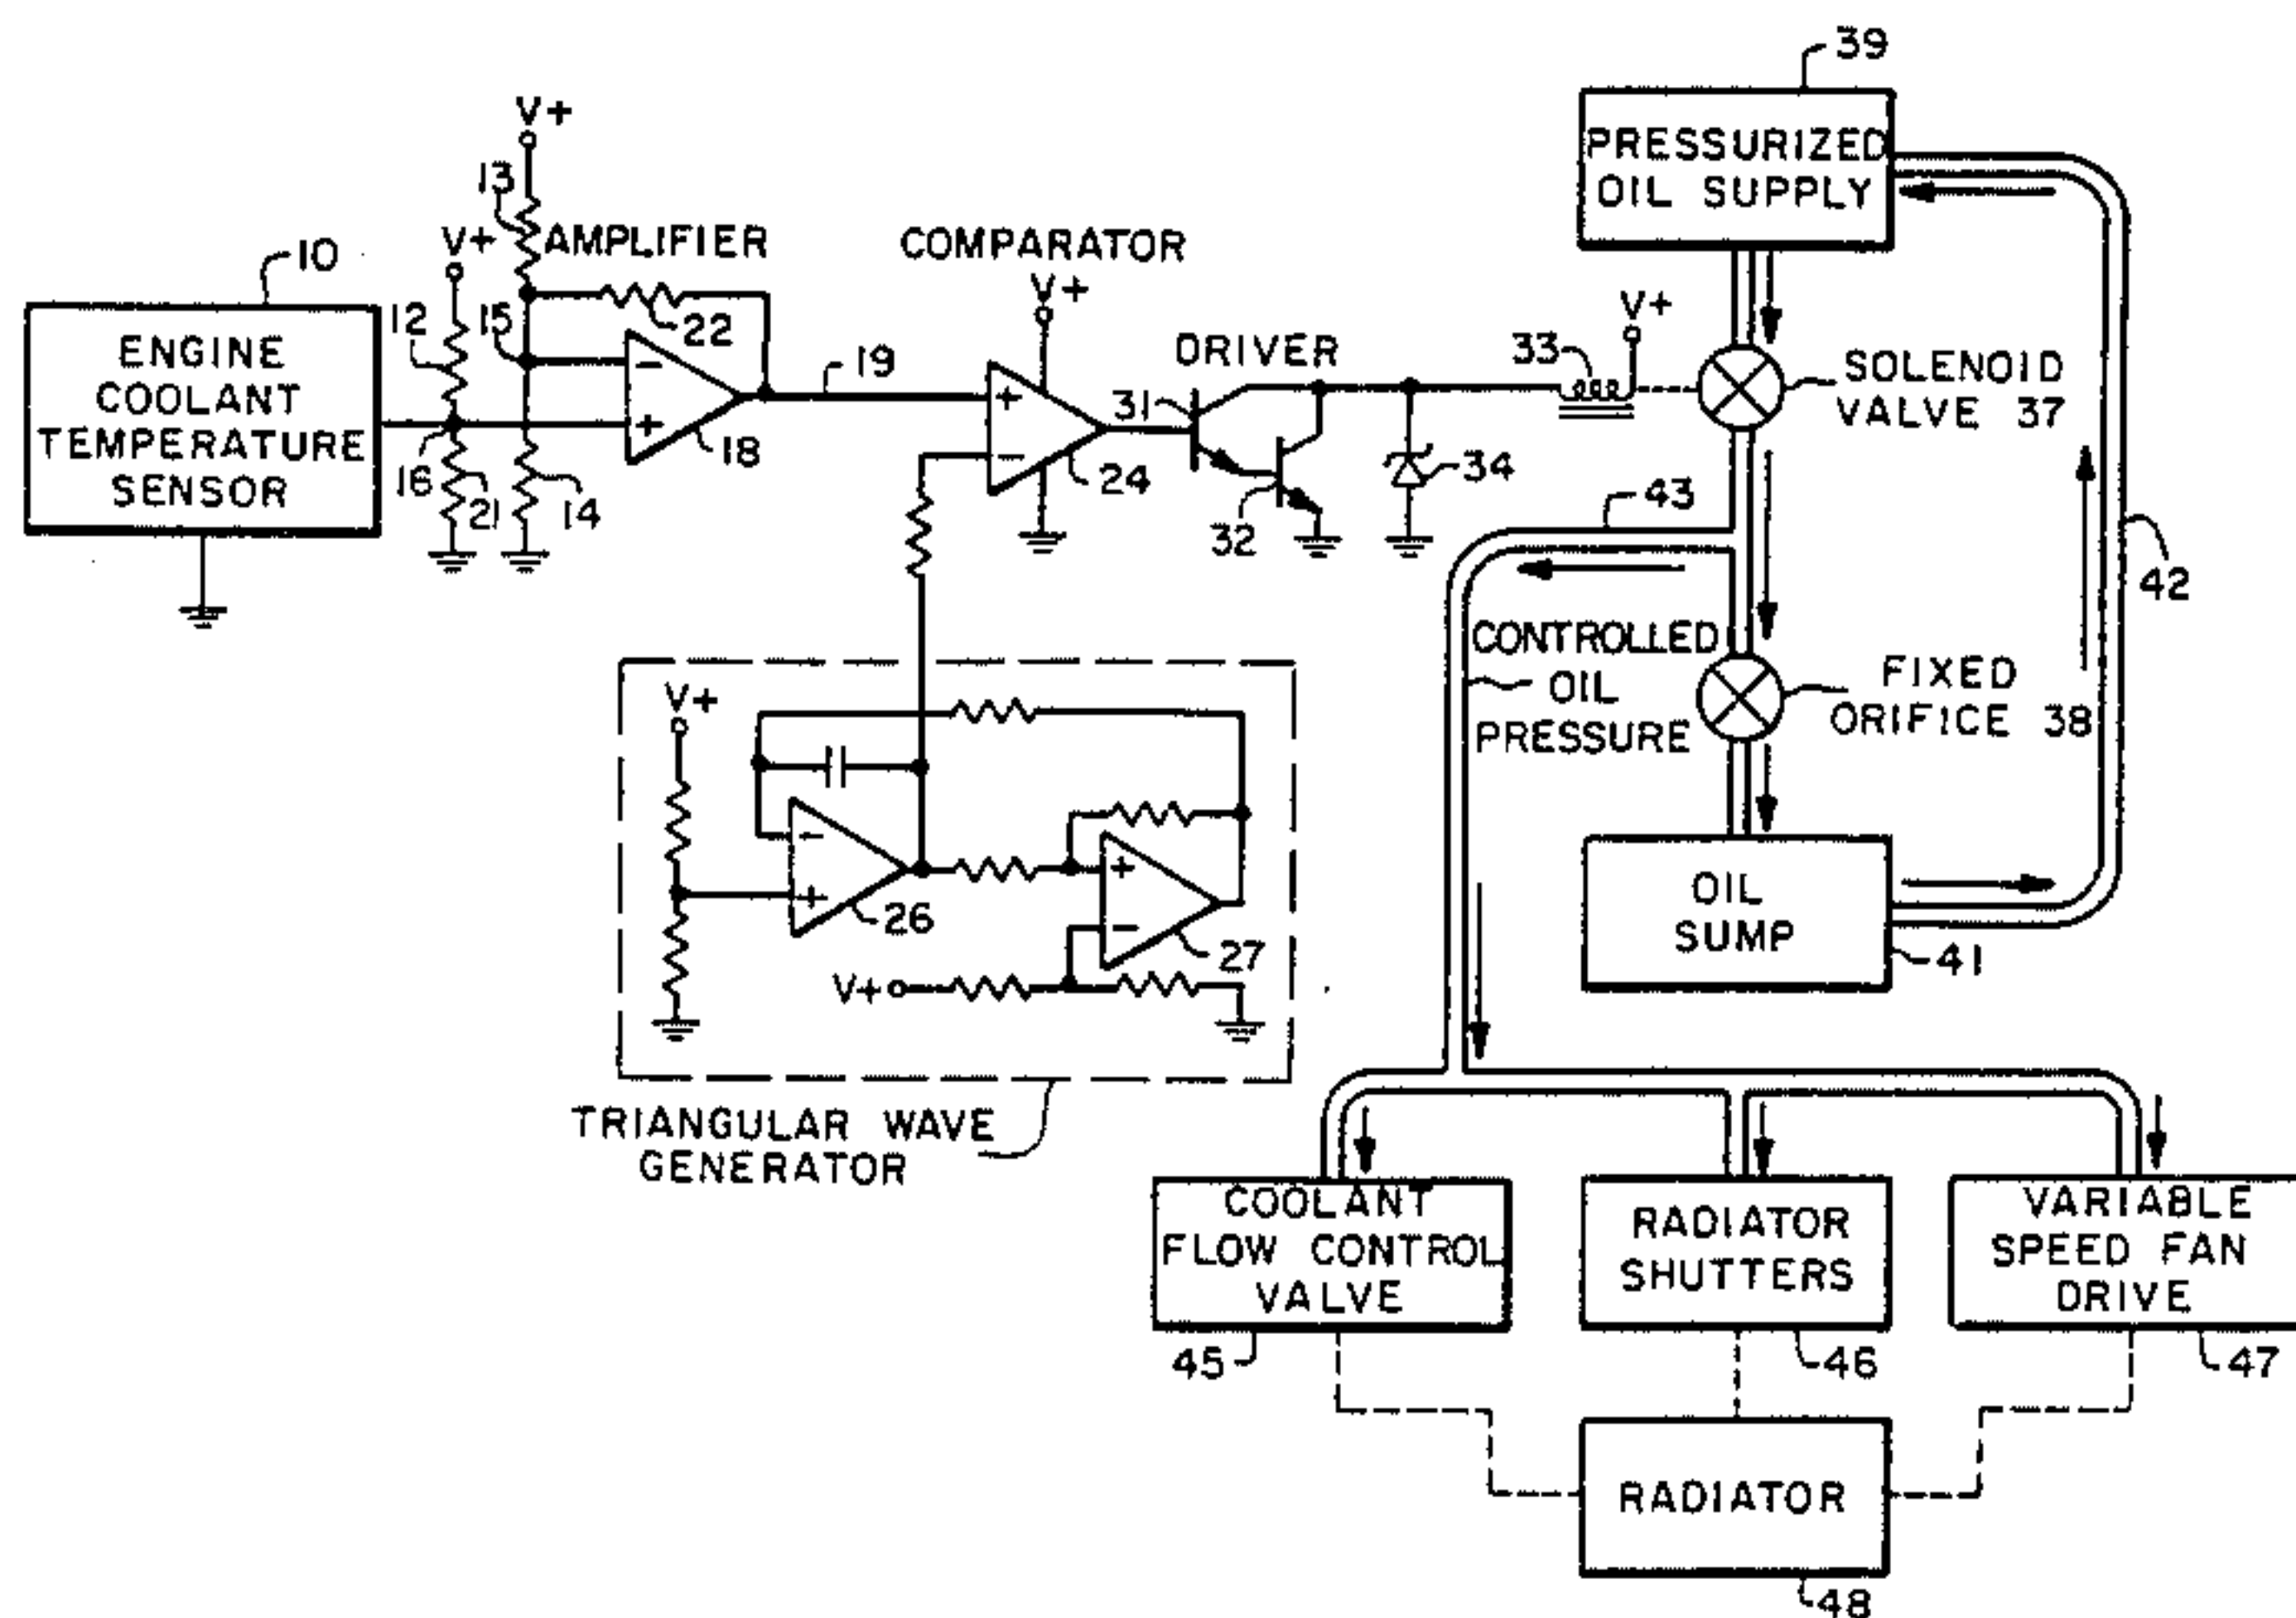 39
PRESSURIZED
OIL SUPPLY
V+
13
AMPLIFIER
V+
COMPARATOR
V+
10
ENGINE
COOLANT
TEMPERATURE
SENSOR
12
15
22
-
+
18
16
21
14
19
+
-
24
DRIVER
31
32
33
V+
34
SOLENOID
VALVE 37
43
42
CONTROLLED
OIL
PRESSURE
FIXED
ORIFICE 38
V+
-
+
26
+
-
27
V+
OIL
SUMP
41
TRIANGULAR WAVE
GENERATOR
COOLANT
FLOW CONTROL
VALVE
45
RADIATOR
SHUTTERS
46
VARIABLE
SPEED FAN
DRIVE
47
RADIATOR
48